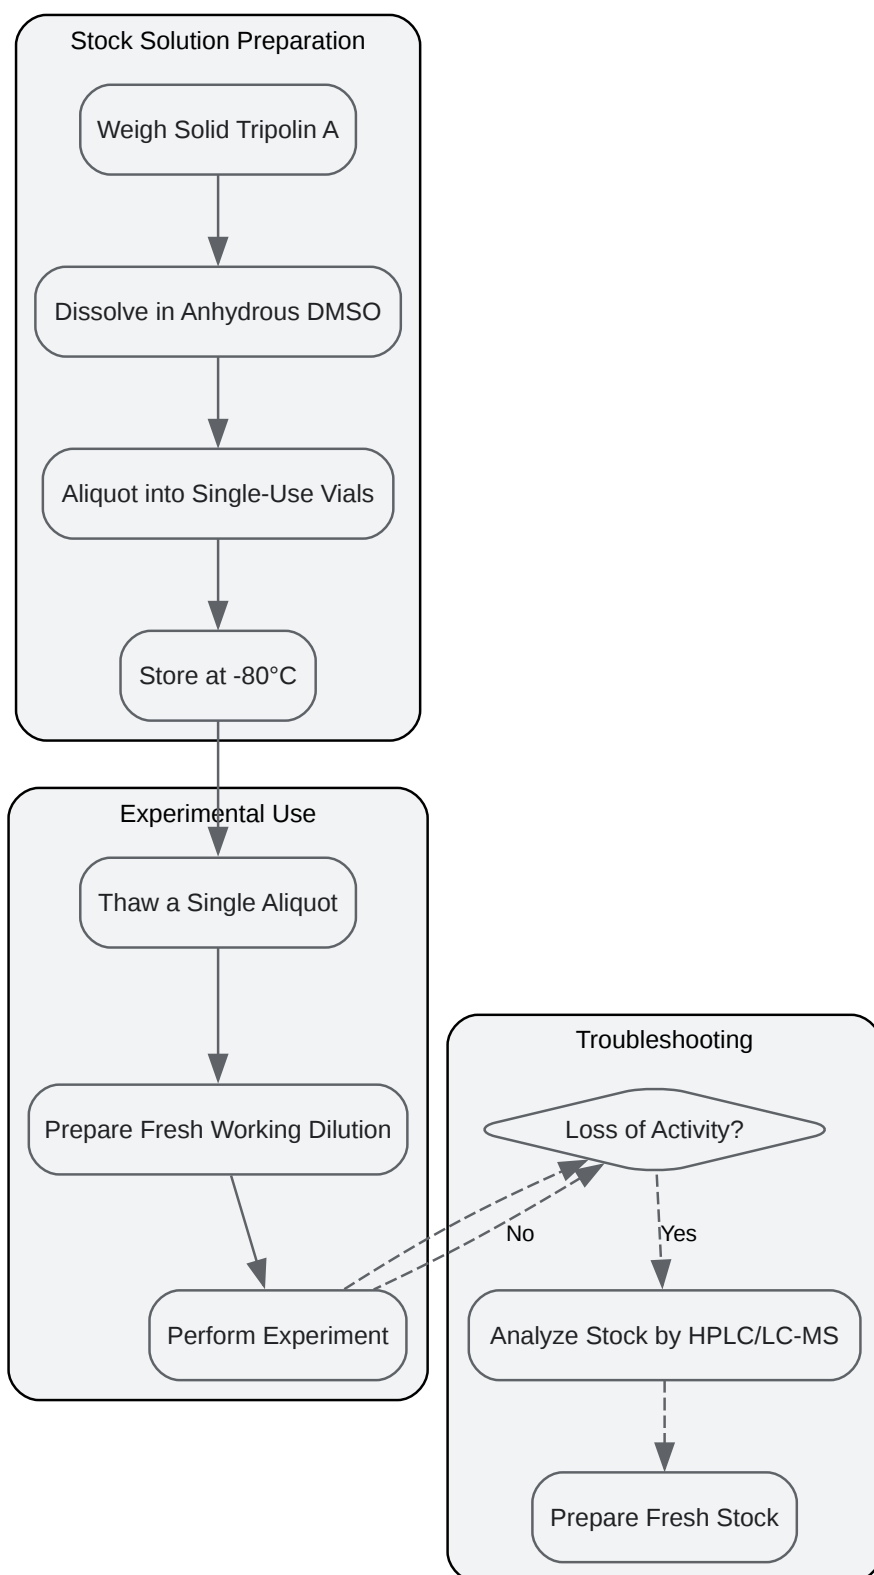 Stock Solution Preparation
Weigh Solid Tripolin A
Dissolve in Anhydrous DMSO
Aliquot into Single-Use Vials
Store at -80°C
Experimental Use
Thaw a Single Aliquot
Prepare Fresh Working Dilution
Perform Experiment
Troubleshooting
Loss of Activity?
No
Yes
Analyze Stock by HPLC/LC-MS
Prepare Fresh Stock